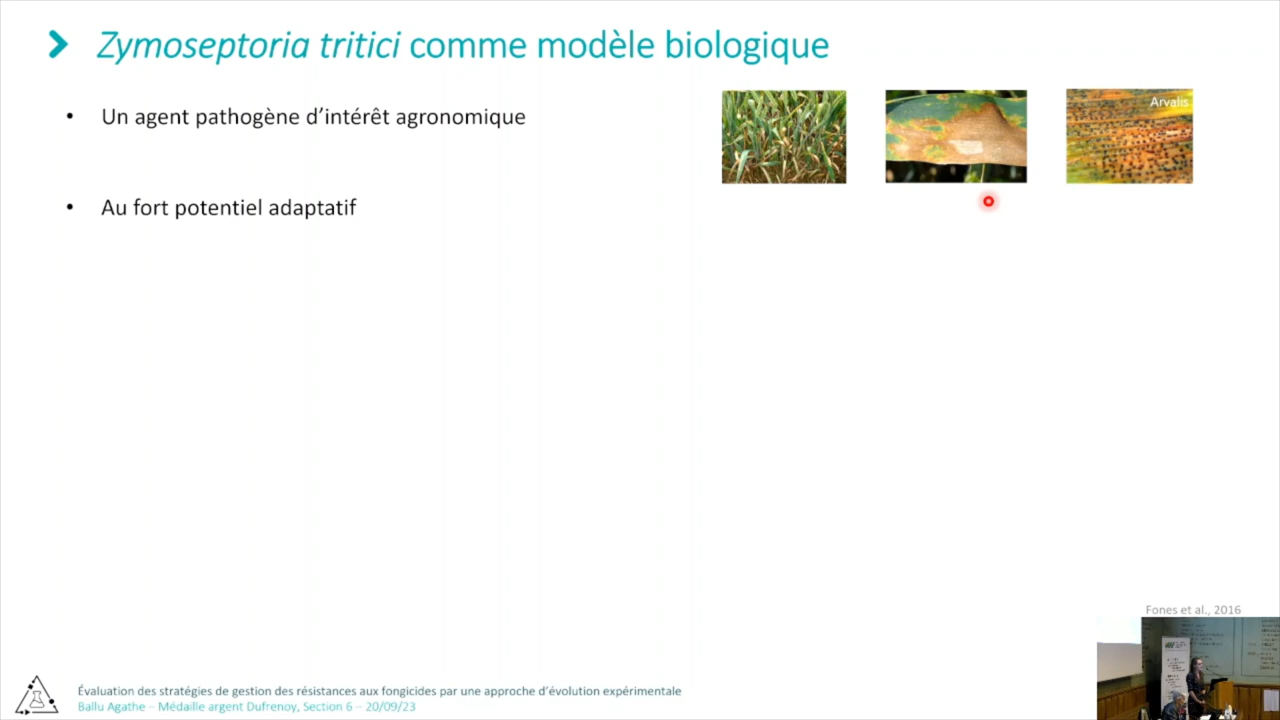 Zymoseptoria tritici comme modèle biologique
• Un agent pathogène d'intérêt agronomique
• Au fort potentiel adaptatif
Arvalis
Fones et al., 2016
Évaluation des stratégies de gestion des résistances aux fongicides par une approche d'évolution expérimentale
Ballu Agathe – Médaille argent Dufrenoy, Section 6 – 20/09/23